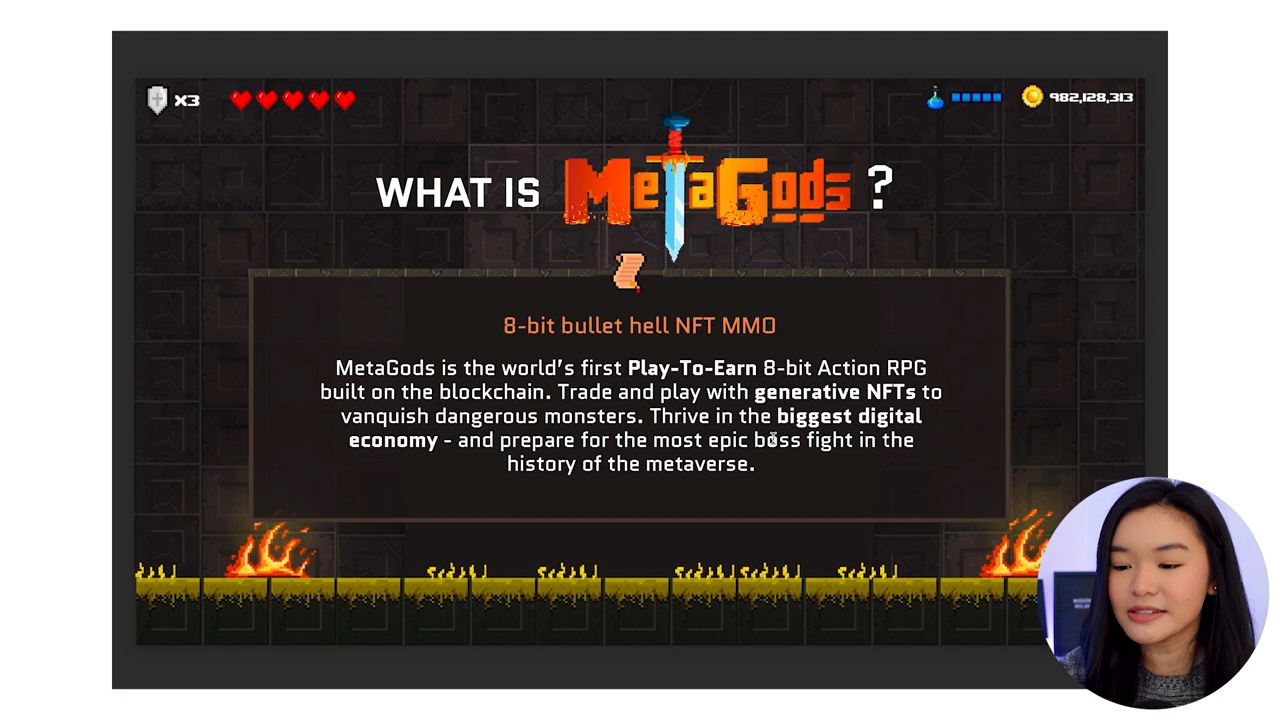 X3
982,128,313
WHAT IS MetaGods ?
8-bit bullet hell NFT MMO
MetaGods is the world's first Play-To-Earn 8-bit Action RPG
built on the blockchain. Trade and play with generative NFTs to
vanquish dangerous monsters. Thrive in the biggest digital
economy - and prepare for the most epic boss fight in the
history of the metaverse.